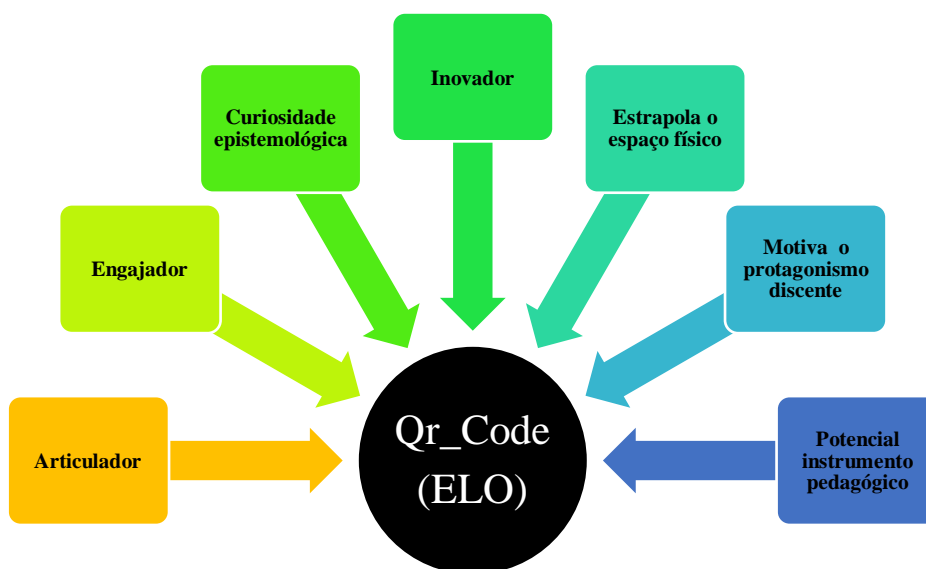 Inovador
Curiosidade
epistemológica
Estrapola o
espaço físico
Engajador
Motiva o
protagonismo
discente
Articulador
Qr_Code
(ELO)
Potencial
instrumento
pedagógico